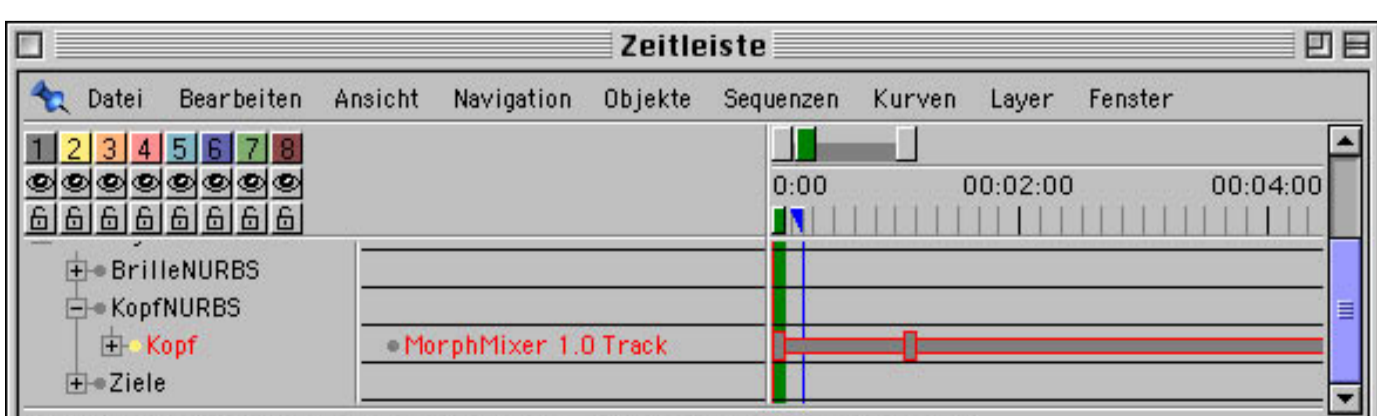 Zeitleiste
Datei Bearbeiten Ansicht Navigation Objekte Sequenzen Kurven Layer Fenster
1 2 3 4 5 6 7 8
0:00 00:02:00 00:04:00
BrilleNURBS
KopfNURBS
Kopf MorphMixer 1.0 Track
Ziele